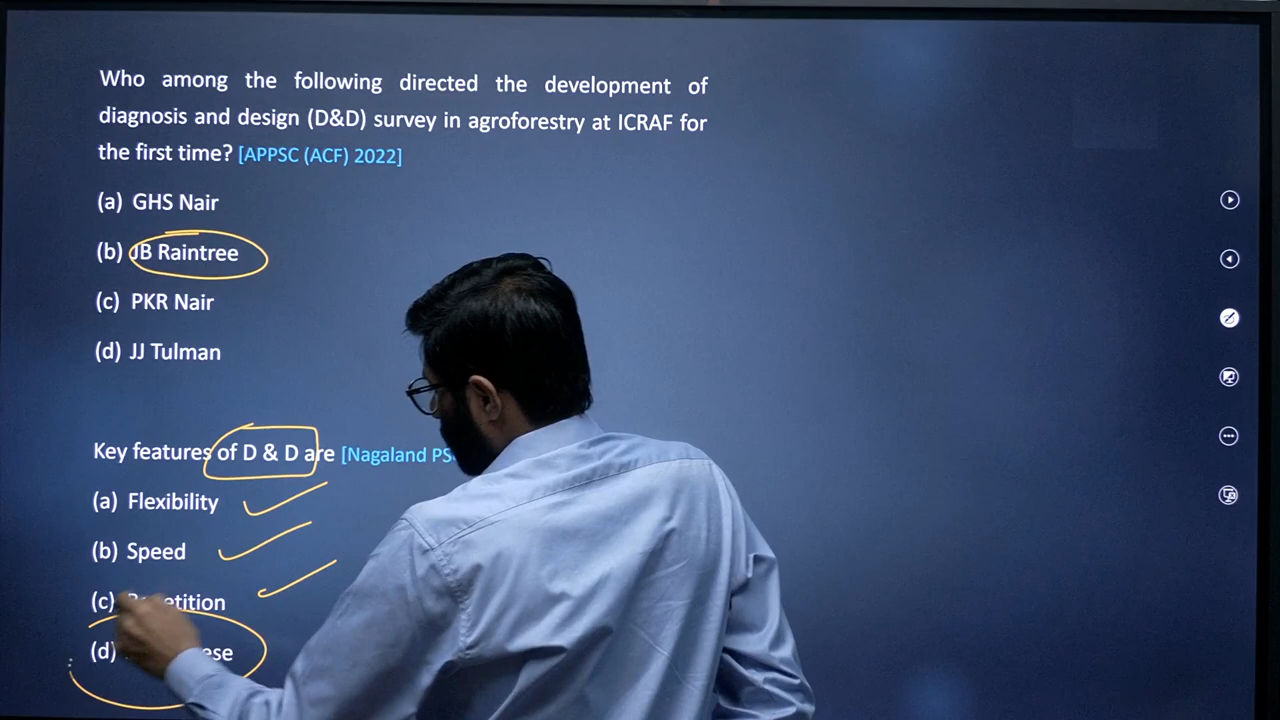 Who among the following directed the development of
diagnosis and design (D&D) survey in agroforestry at ICRAF for
the first time? [APPSC (ACF) 2022]
(a) GHS Nair
(b) JB Raintree
(c) PKR Nair
(d) JJ Tulman
Key features of D & D are [Nagaland
(a) Flexibility
(b) Speed
(c)
(d)